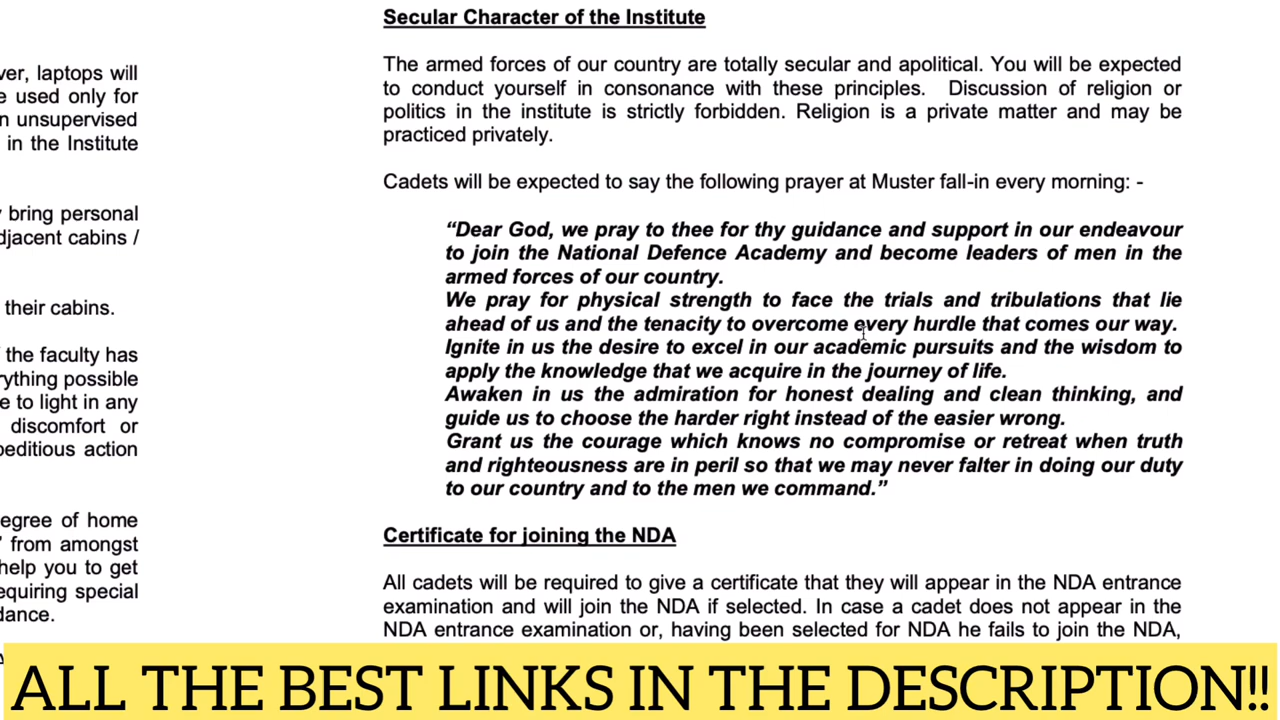 ver, laptops will
e used only for
n unsupervised
in the Institute
bring personal
djacent cabins /
their cabins.
the faculty has
rything possible
e to light in any
discomfort or
peditious action
egree of home
" from amongst
help you to get
equiring special
dance.
Secular Character of the Institute
The armed forces of our country are totally secular and apolitical. You will be expected
to conduct yourself in consonance with these principles. Discussion of religion or
politics in the institute is strictly forbidden. Religion is a private matter and may be
practiced privately.
Cadets will be expected to say the following prayer at Muster fall-in every morning: -
“Dear God, we pray to thee for thy guidance and support in our endeavour
to join the National Defence Academy and become leaders of men in the
armed forces of our country.
We pray for physical strength to face the trials and tribulations that lie
ahead of us and the tenacity to overcome every hurdle that comes our way.
Ignite in us the desire to excel in our academic pursuits and the wisdom to
apply the knowledge that we acquire in the journey of life.
Awaken in us the admiration for honest dealing and clean thinking, and
guide us to choose the harder right instead of the easier wrong.
Grant us the courage which knows no compromise or retreat when truth
and righteousness are in peril so that we may never falter in doing our duty
to our country and to the men we command.”
Certificate for joining the NDA
All cadets will be required to give a certificate that they will appear in the NDA entrance
examination and will join the NDA if selected. In case a cadet does not appear in the
NDA entrance examination or, having been selected for NDA he fails to join the NDA,
ALL THE BEST LINKS IN THE DESCRIPTION!!